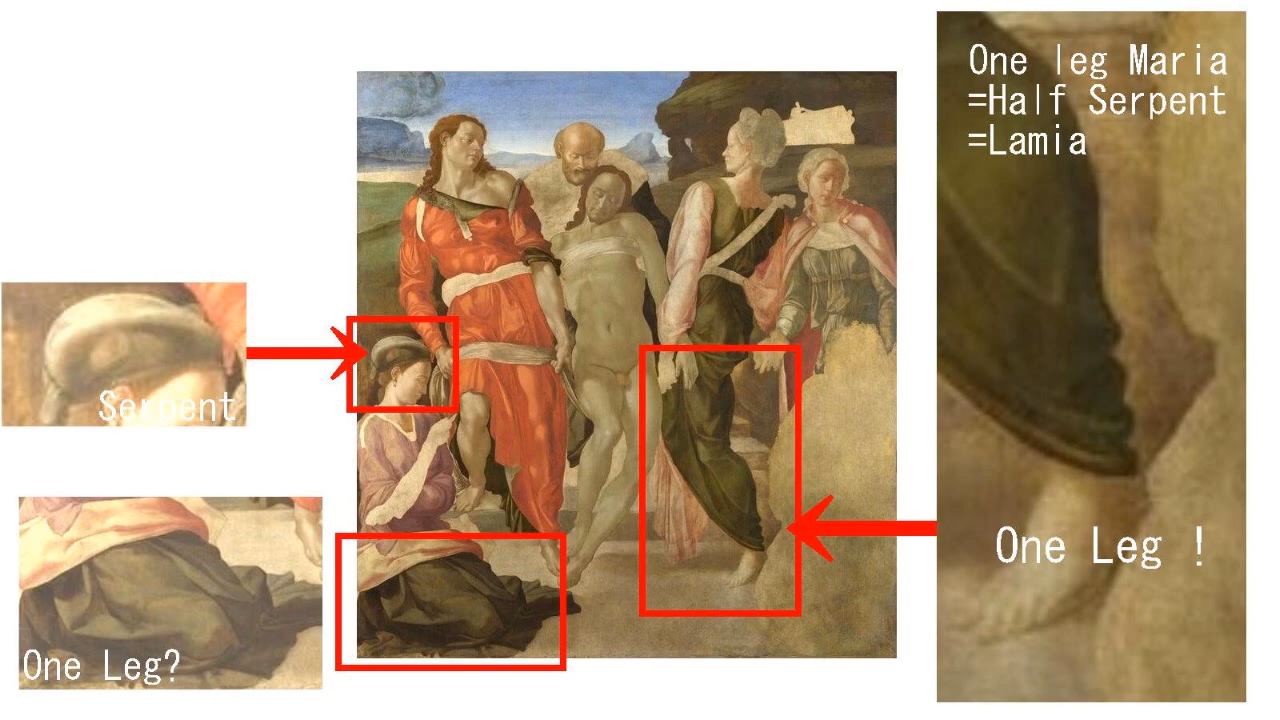 One leg Maria
=Half Serpent
=Lamia
Serpent
One Leg !
One Leg?